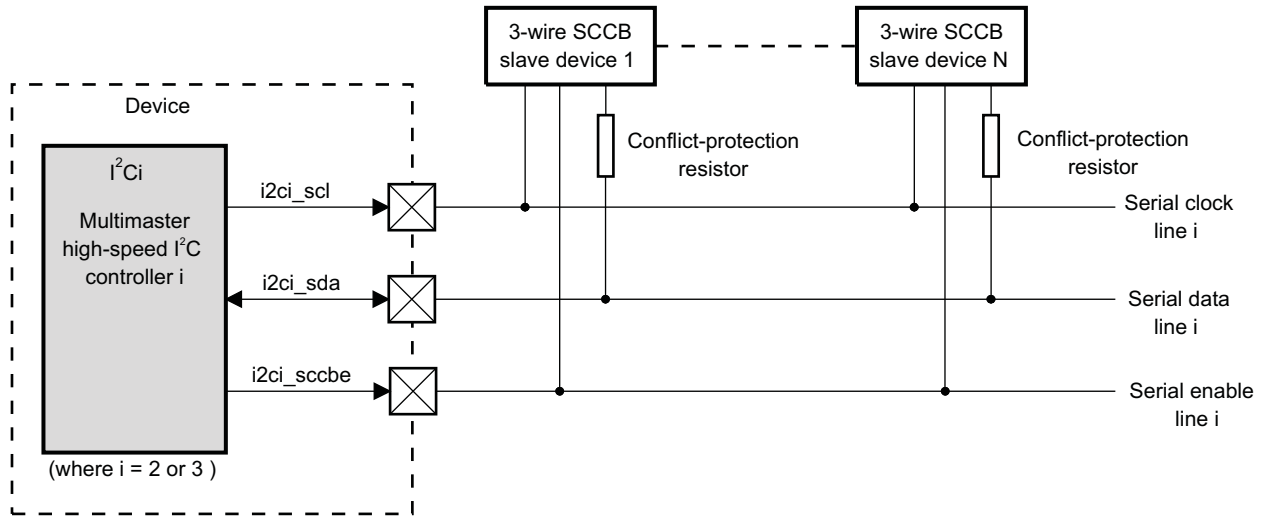 3-wire SCCB
slave device 1
3-wire SCCB
slave device N
Device
Conflict-protection
resistor
Conflict-protection
resistor
I²Ci
Multimaster
high-speed I²C
controller i
i2ci_scl
Serial clock
line i
i2ci_sda
Serial data
line i
i2ci_sccbe
Serial enable
line i
(where i = 2 or 3 )